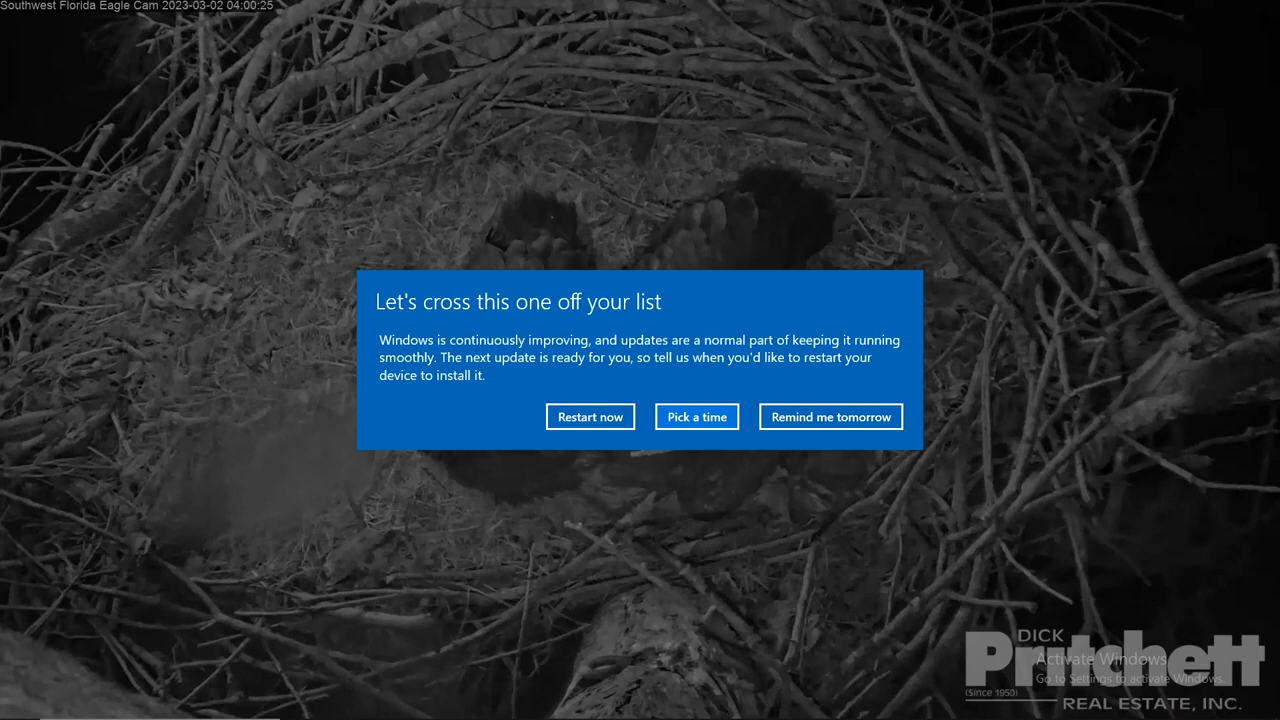 Southwest Florida Eagle Cam 2023-03-02 04:00:25
Let's cross this one off your list
Windows is continuously improving, and updates are a normal part of keeping it running
smoothly. The next update is ready for you, so tell us when you'd like to restart your
device to install it.
Restart now
Pick a time
Remind me tomorrow
DICK
Pritchett
Activate Windows
Go to Settings to activate Windows.
(Since 1950)
REAL ESTATE, INC.